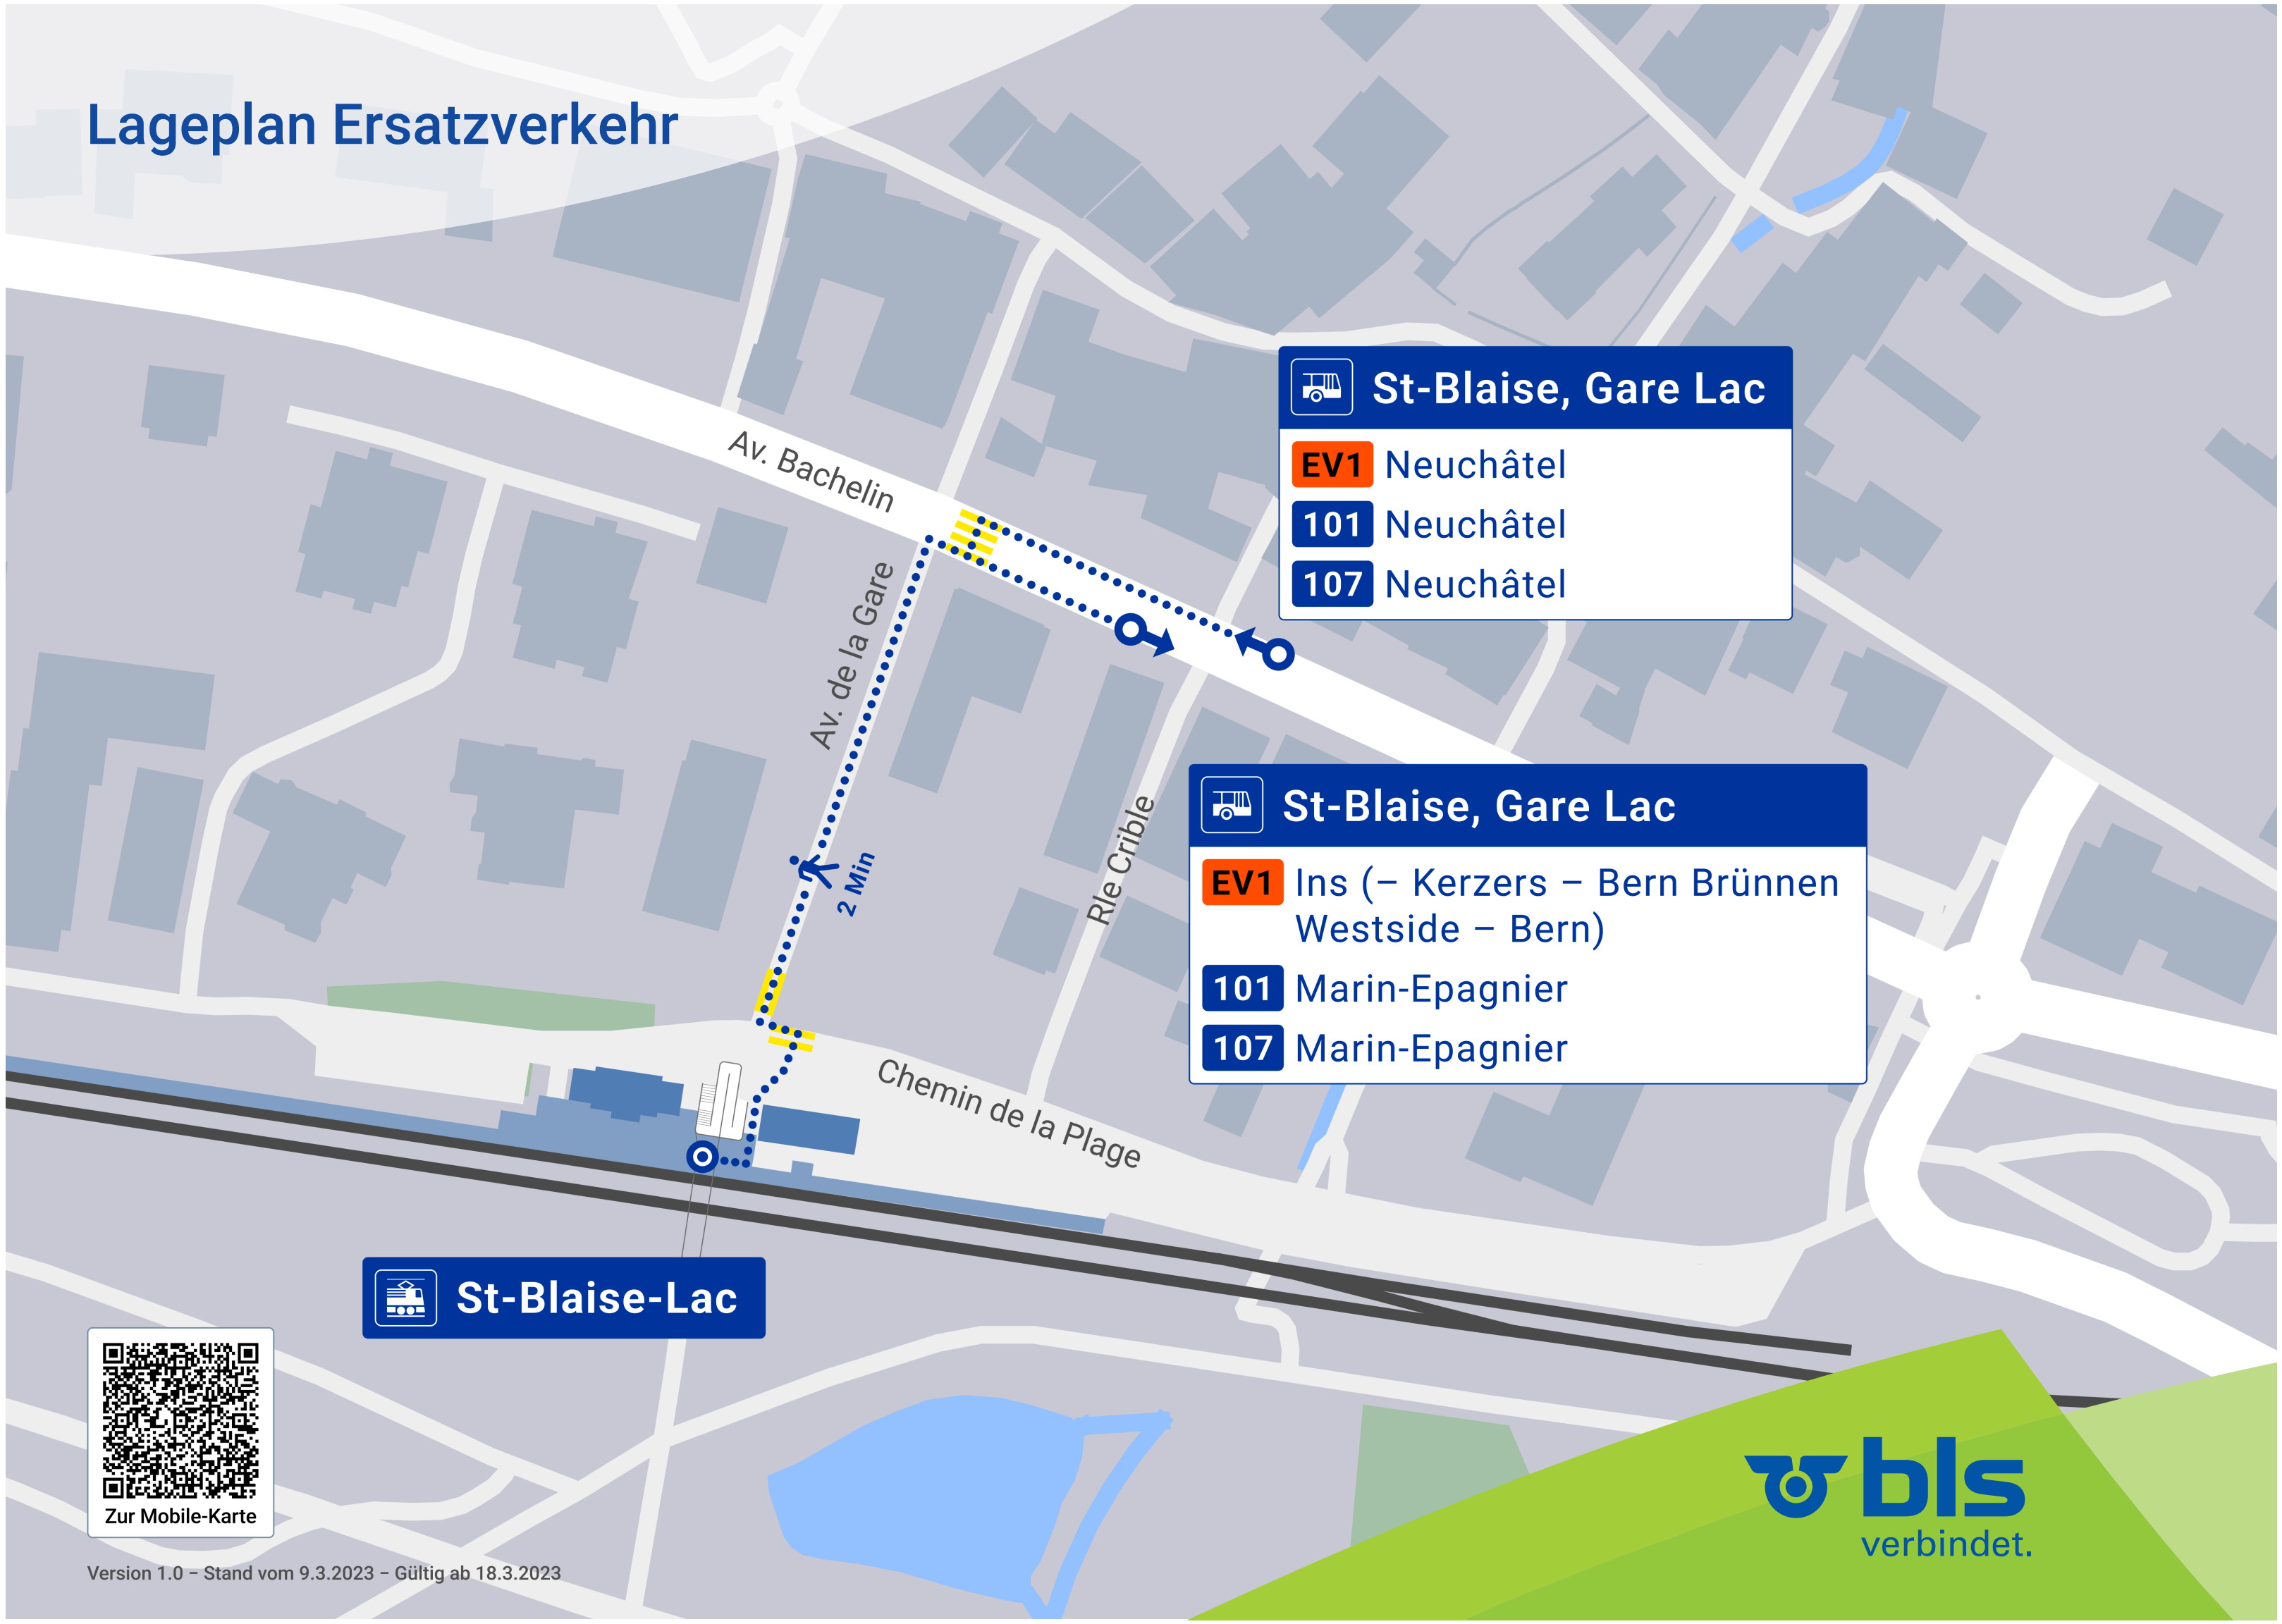 Lageplan Ersatzverkehr
St-Blaise, Gare Lac
EV1 Neuchâtel
101 Neuchâtel
107 Neuchâtel
Av. Bachelin
Av. de la Gare
2 Min
Rle Crible
St-Blaise, Gare Lac
EV1 Ins (– Kerzers – Bern Brünnen
Westside – Bern)
101 Marin-Epagnier
107 Marin-Epagnier
Chemin de la Plage
St-Blaise-Lac
Zur Mobile-Karte
bls
verbindet.
Version 1.0 – Stand vom 9.3.2023 – Gültig ab 18.3.2023